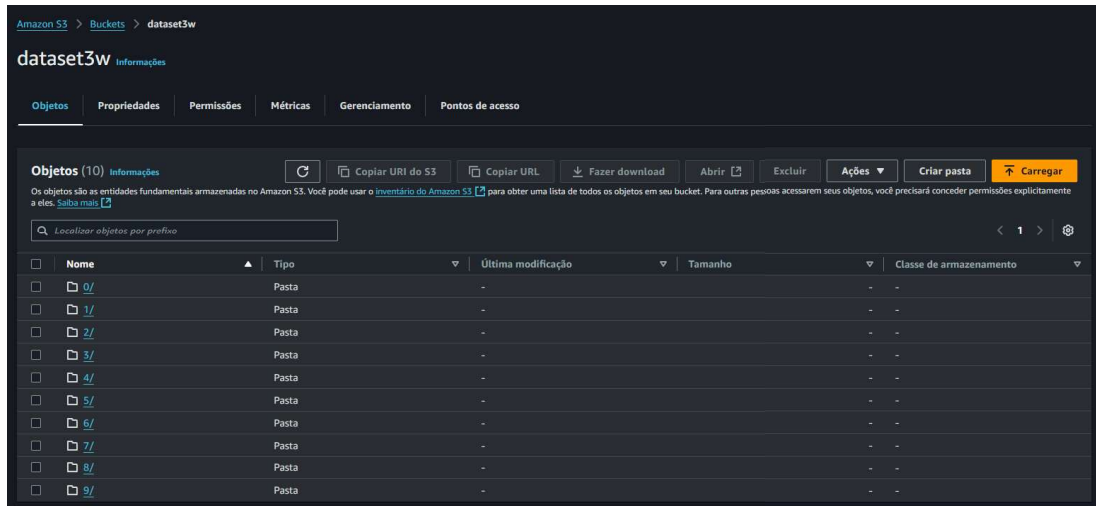 Amazon S3 > Buckets > dataset3w
dataset3w Informações
Objetos Propriedades Permissões Métricas Gerenciamento Pontos de acesso
Objetos (10) Informações Copiar URI do S3 Copiar URL Fazer download Abrir Excluir Ações ▼ Criar pasta Carregar
Os objetos são as entidades fundamentais armazenadas no Amazon S3. Você pode usar o inventário do Amazon S3 para obter uma lista de todos os objetos em seu bucket. Para outras pessoas acessarem seus objetos, você precisará conceder permissões explicitamente
a eles. Saiba mais
Localizar objetos por prefixo < 1 >
Nome Tipo Última modificação Tamanho Classe de armazenamento
0/ Pasta - - -
1/ Pasta - - -
2/ Pasta - - -
3/ Pasta - - -
4/ Pasta - - -
5/ Pasta - - -
6/ Pasta - - -
7/ Pasta - - -
8/ Pasta - - -
9/ Pasta - - -